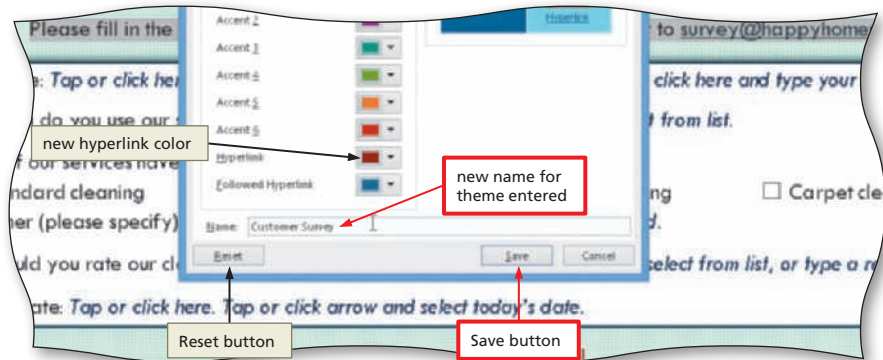 Accent 2
Hyperlink
Please fill in the
to survey@happyhome
Accent 3
e: Tap or click her
click here and type your
Accent 4
Accent 5
do you use our s
t from list.
Accent 6
new hyperlink color
f our services have
Hyperlink
new name for
theme entered
ndard cleaning
Followed Hyperlink
ng
Carpet cle
er (please specify)
d.
Name: Customer Survey
uld you rate our cl
Reset
Save
Cancel
select from list, or type a r
ate: Tap or click here. Tap or click arrow and select today's date.
Reset button
Save button